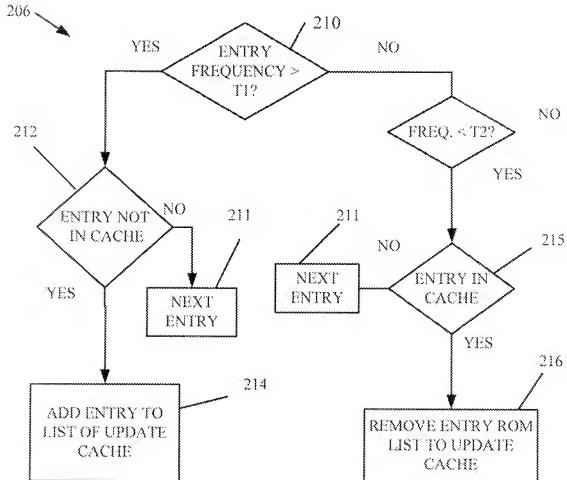 206
210
YES
ENTRY
FREQUENCY >
T1?
NO
212
FREQ. < T2?
NO
YES
ENTRY NOT
IN CACHE
NO
211
211
NO
215
NEXT
ENTRY
NEXT
ENTRY
ENTRY IN
CACHE
YES
YES
214
216
ADD ENTRY TO
LIST OF UPDATE
CACHE
REMOVE ENTRY ROM
LIST TO UPDATE
CACHE